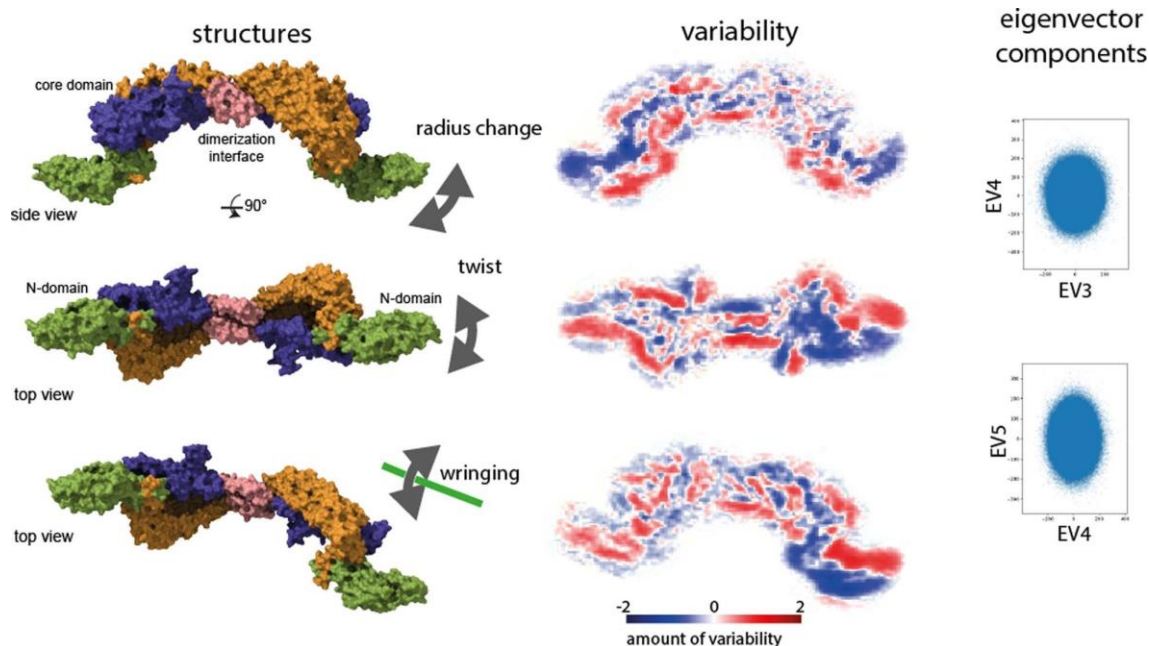 structures
variability
eigenvector
components
core domain
dimerization
interface
radius change
90°
side view
EV4
EV3
N-domain
twist
N-domain
top view
EV5
EV4
wringing
top view
-2 0 2
amount of variability